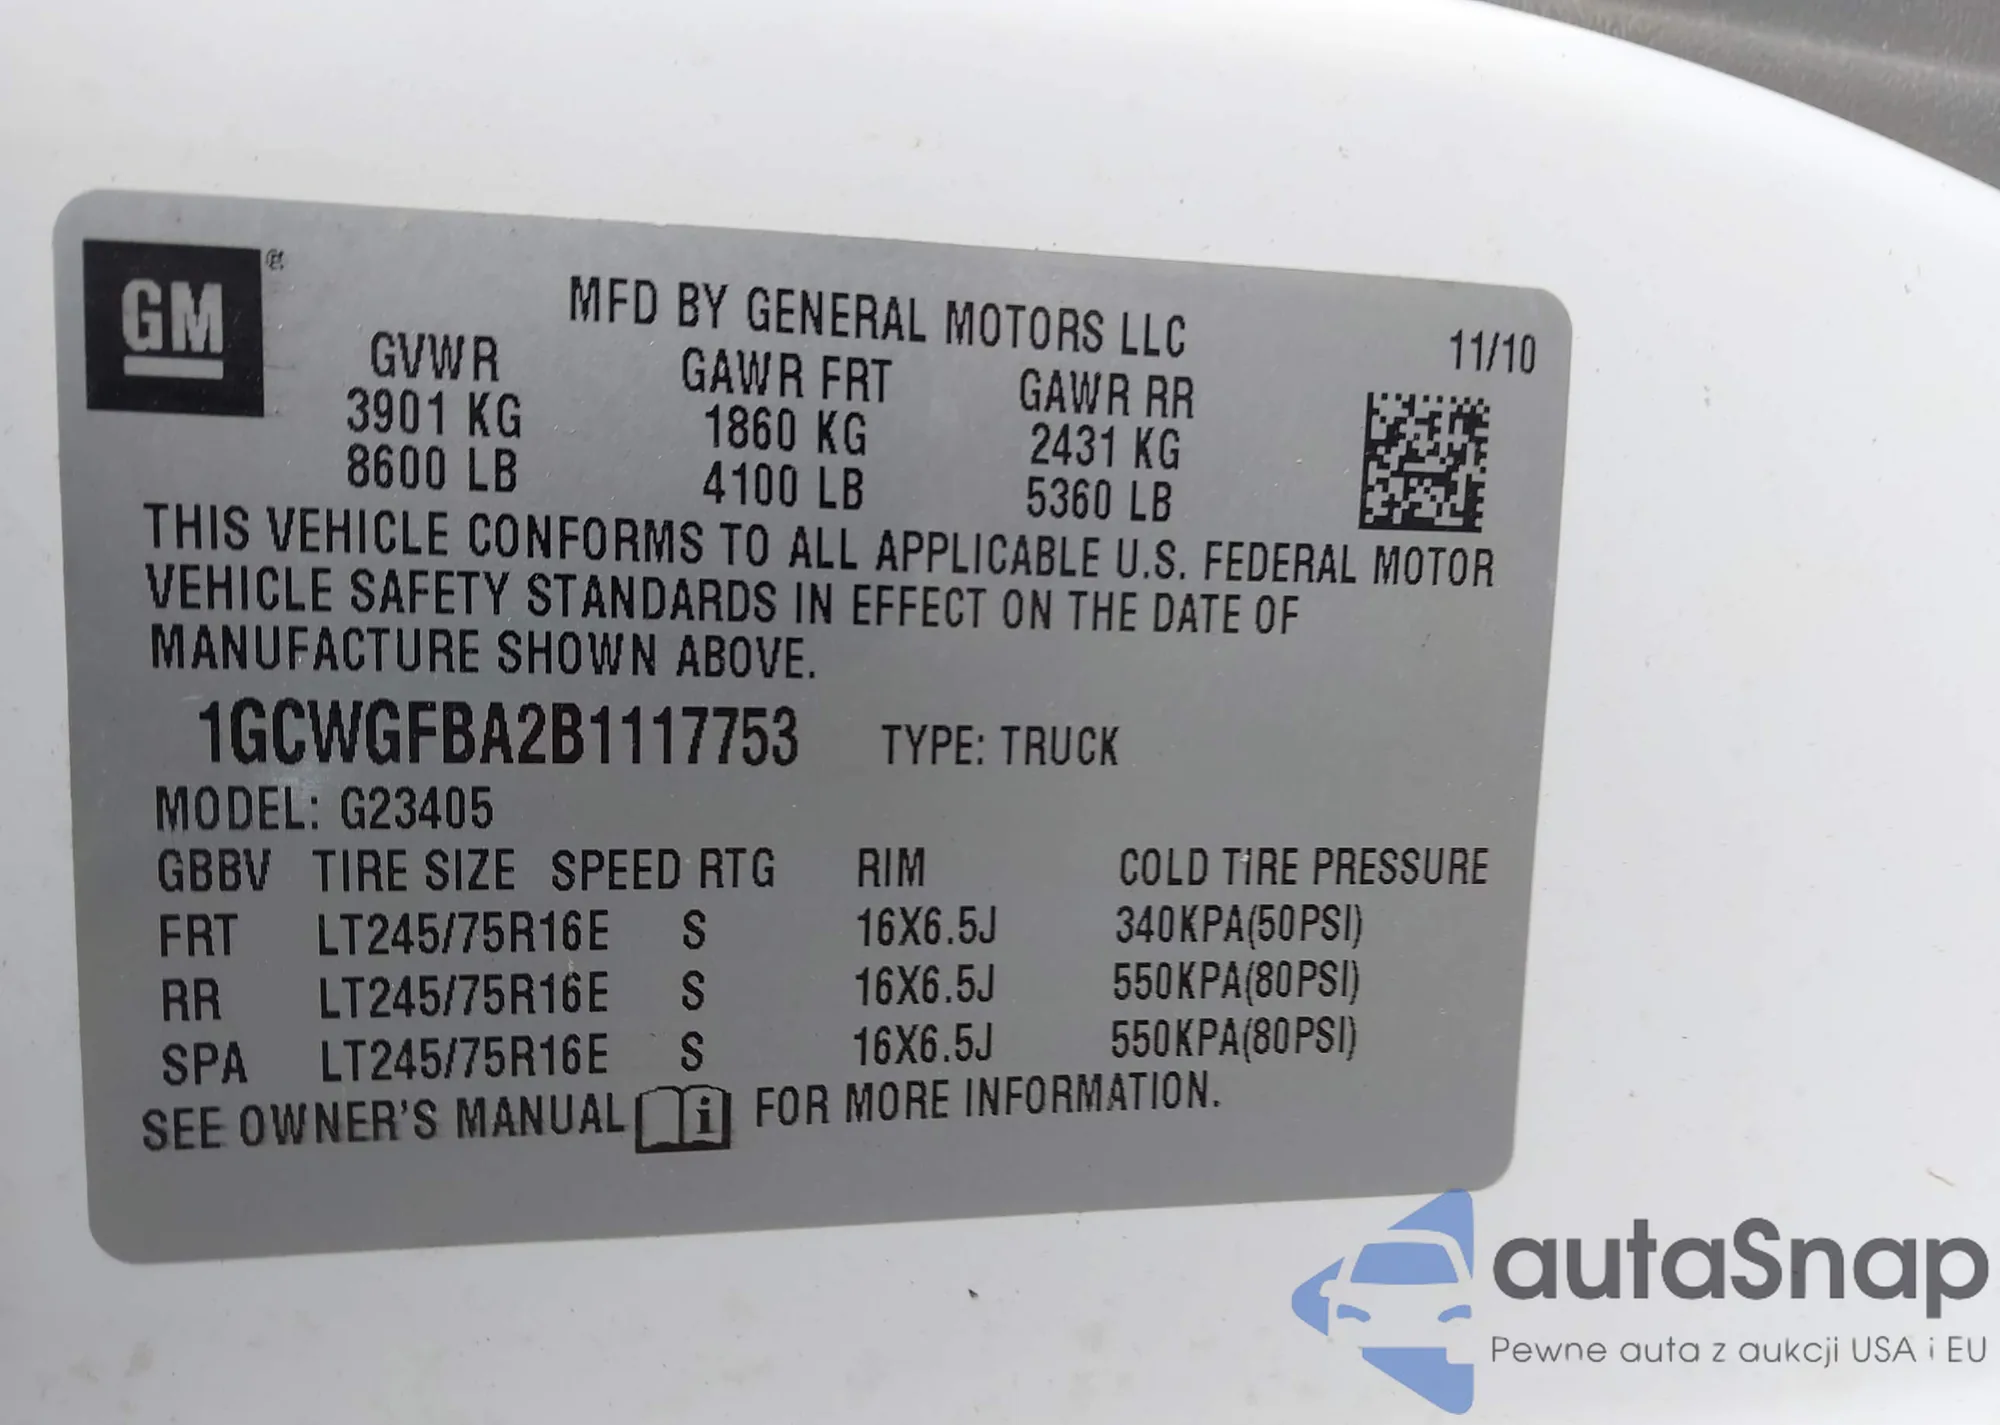 GM ®
MFD BY GENERAL MOTORS LLC
11/10
GVWR GAWR FRT GAWR RR
3901 KG 1860 KG 2431 KG
8600 LB 4100 LB 5360 LB
THIS VEHICLE CONFORMS TO ALL APPLICABLE U.S. FEDERAL MOTOR
VEHICLE SAFETY STANDARDS IN EFFECT ON THE DATE OF
MANUFACTURE SHOWN ABOVE.
1GCWGFBA2B1117753 TYPE: TRUCK
MODEL: G23405
GBBV TIRE SIZE SPEED RTG RIM COLD TIRE PRESSURE
FRT LT245/75R16E S 16X6.5J 340KPA(50PSI)
RR LT245/75R16E S 16X6.5J 550KPA(80PSI)
SPA LT245/75R16E S 16X6.5J 550KPA(80PSI)
SEE OWNER'S MANUAL i FOR MORE INFORMATION.
autaSnap
Pewne auta z aukcji USA i EU